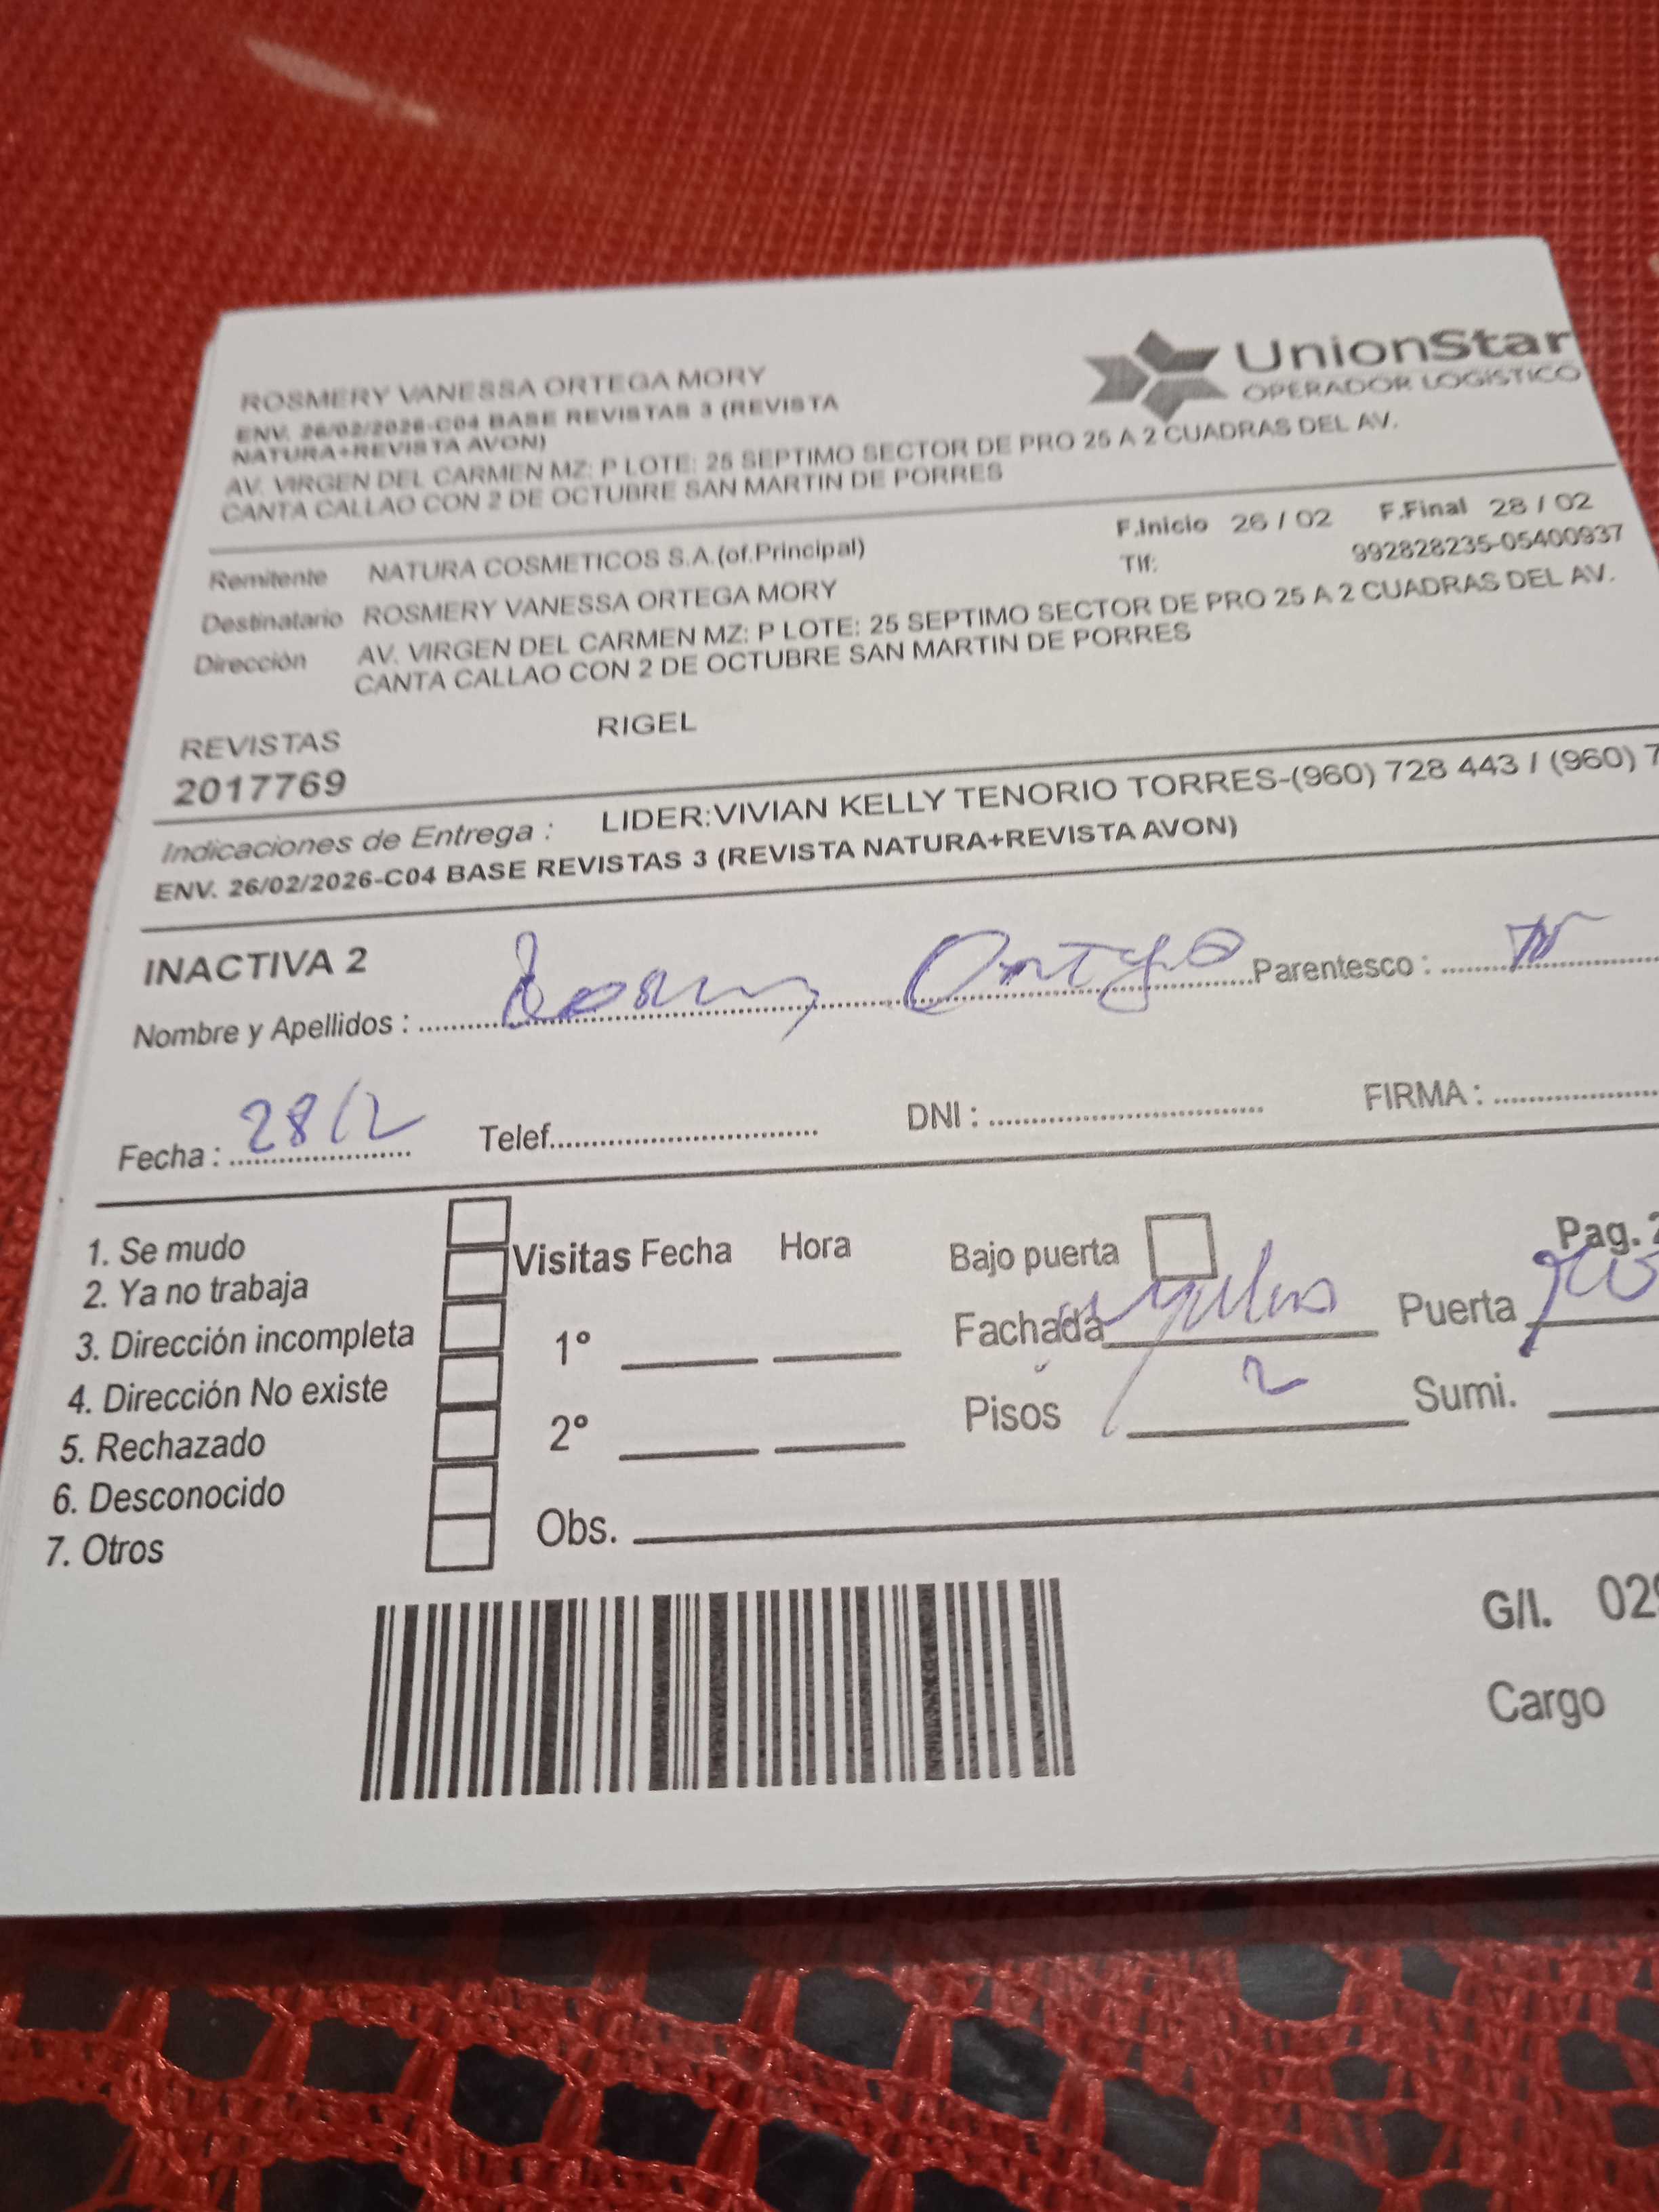 UnionStar
OPERADOR LOGÍSTICO
ROSMERY VANESSA ORTEGA MORY
ENV. 26/02/2026-C04 BASE REVISTAS 3 (REVISTA
NATURA+REVISTA AVON)
AV. VIRGEN DEL CARMEN MZ: P LOTE: 25 SEPTIMO SECTOR DE PRO 25 A 2 CUADRAS DEL AV.
CANTA CALLAO CON 2 DE OCTUBRE SAN MARTIN DE PORRES
Remitente NATURA COSMETICOS S.A.(of.Principal) F.Inicio 26 / 02 F.Final 28 / 02
Destinatario ROSMERY VANESSA ORTEGA MORY Tlf: 992828235-05400937
Dirección AV. VIRGEN DEL CARMEN MZ: P LOTE: 25 SEPTIMO SECTOR DE PRO 25 A 2 CUADRAS DEL AV.
CANTA CALLAO CON 2 DE OCTUBRE SAN MARTIN DE PORRES
REVISTAS RIGEL
2017769
Indicaciones de Entrega : LIDER:VIVIAN KELLY TENORIO TORRES-(960) 728 443 / (960) 7
ENV. 26/02/2026-C04 BASE REVISTAS 3 (REVISTA NATURA+REVISTA AVON)
INACTIVA 2
Nombre y Apellidos : Ortega Parentesco :
Fecha : 28/2 Telef. DNI : FIRMA :
1. Se mudo
2. Ya no trabaja
3. Dirección incompleta
4. Dirección No existe
5. Rechazado
6. Desconocido
7. Otros
Visitas Fecha Hora
1°
2°
Obs.
Bajo puerta Pag. 2
Fachada Puerta
Pisos 2 Sumi.
G/I. 029
Cargo